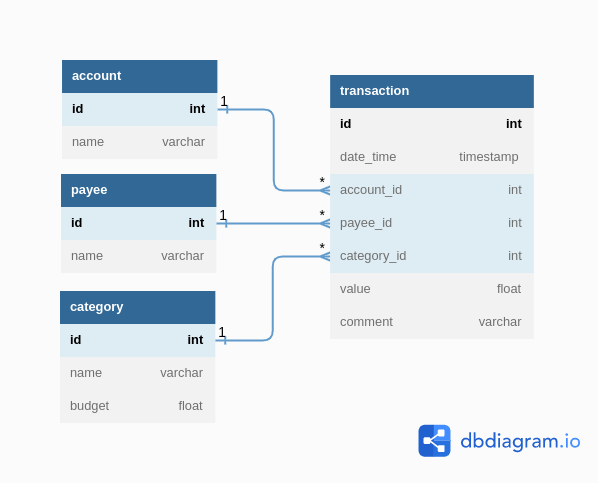 account
id int
name varchar
1
payee
id int
name varchar
1
category
id int
name varchar
budget float
1
transaction
id int
date_time timestamp
* account_id int
* payee_id int
* category_id int
value float
comment varchar
dbdiagram.io